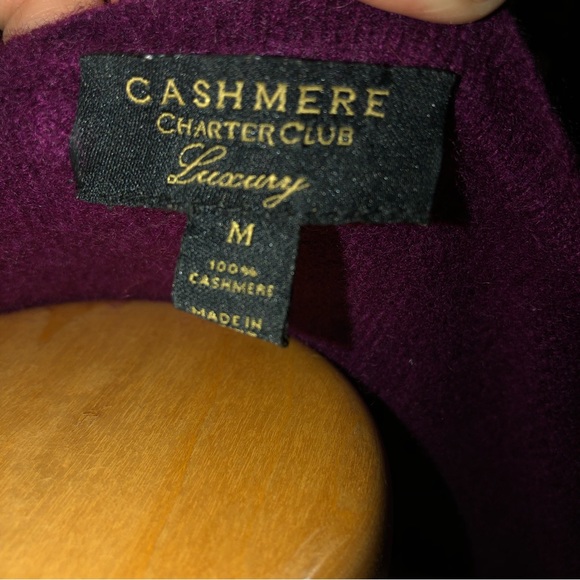 CASHMERE
CHARTER CLUB
Luxury
M
100%
CASHMERE
MADE IN